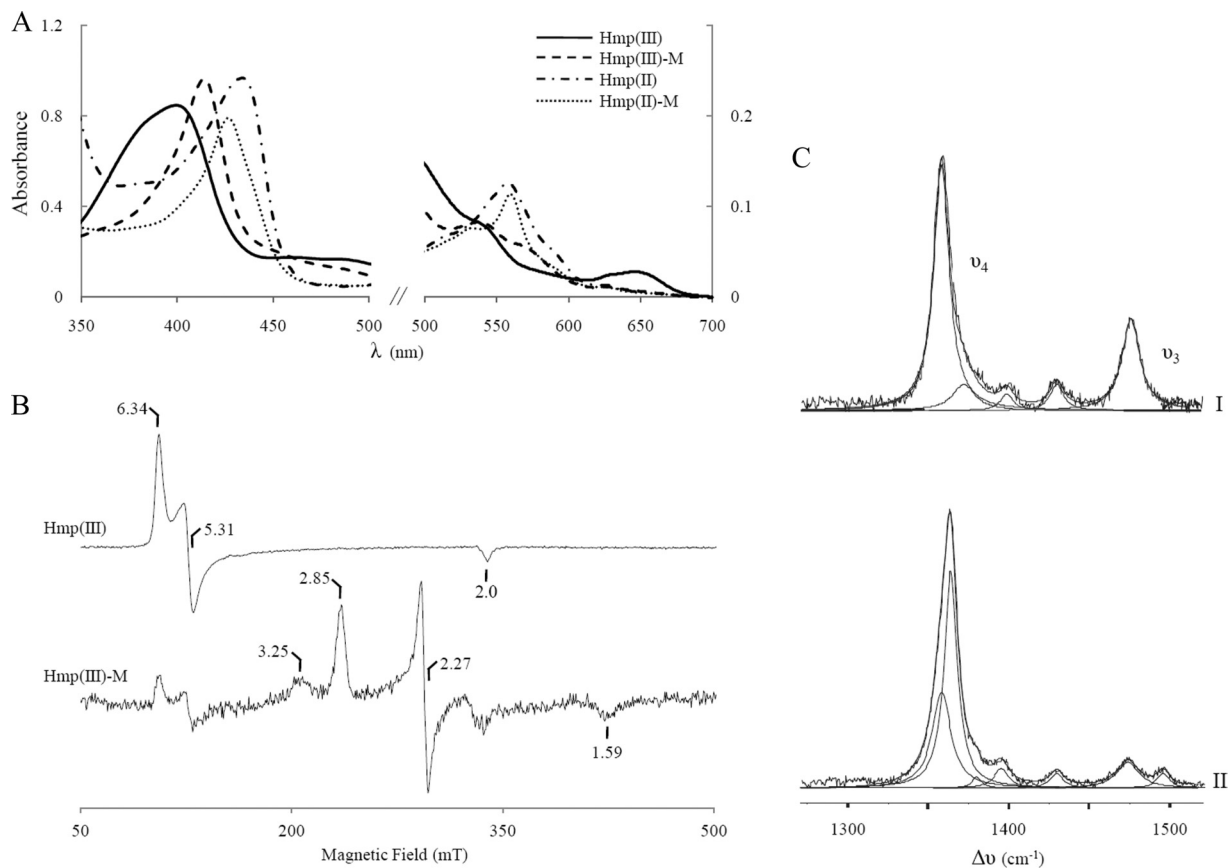 A
1.2
0.8
0.4
0
Absorbance
350 400 450 500
500 550 600 650 700
//
λ (nm)
0.2
0.1
0
Hmp(III)
Hmp(III)-M
Hmp(II)
Hmp(II)-M
B
6.34
5.31
Hmp(III)
2.0
2.85
3.25
2.27
Hmp(III)-M
1.59
50 200 350 500
Magnetic Field (mT)
C
υ4
υ3
I
II
1300 1400 1500
Δυ (cm⁻¹)